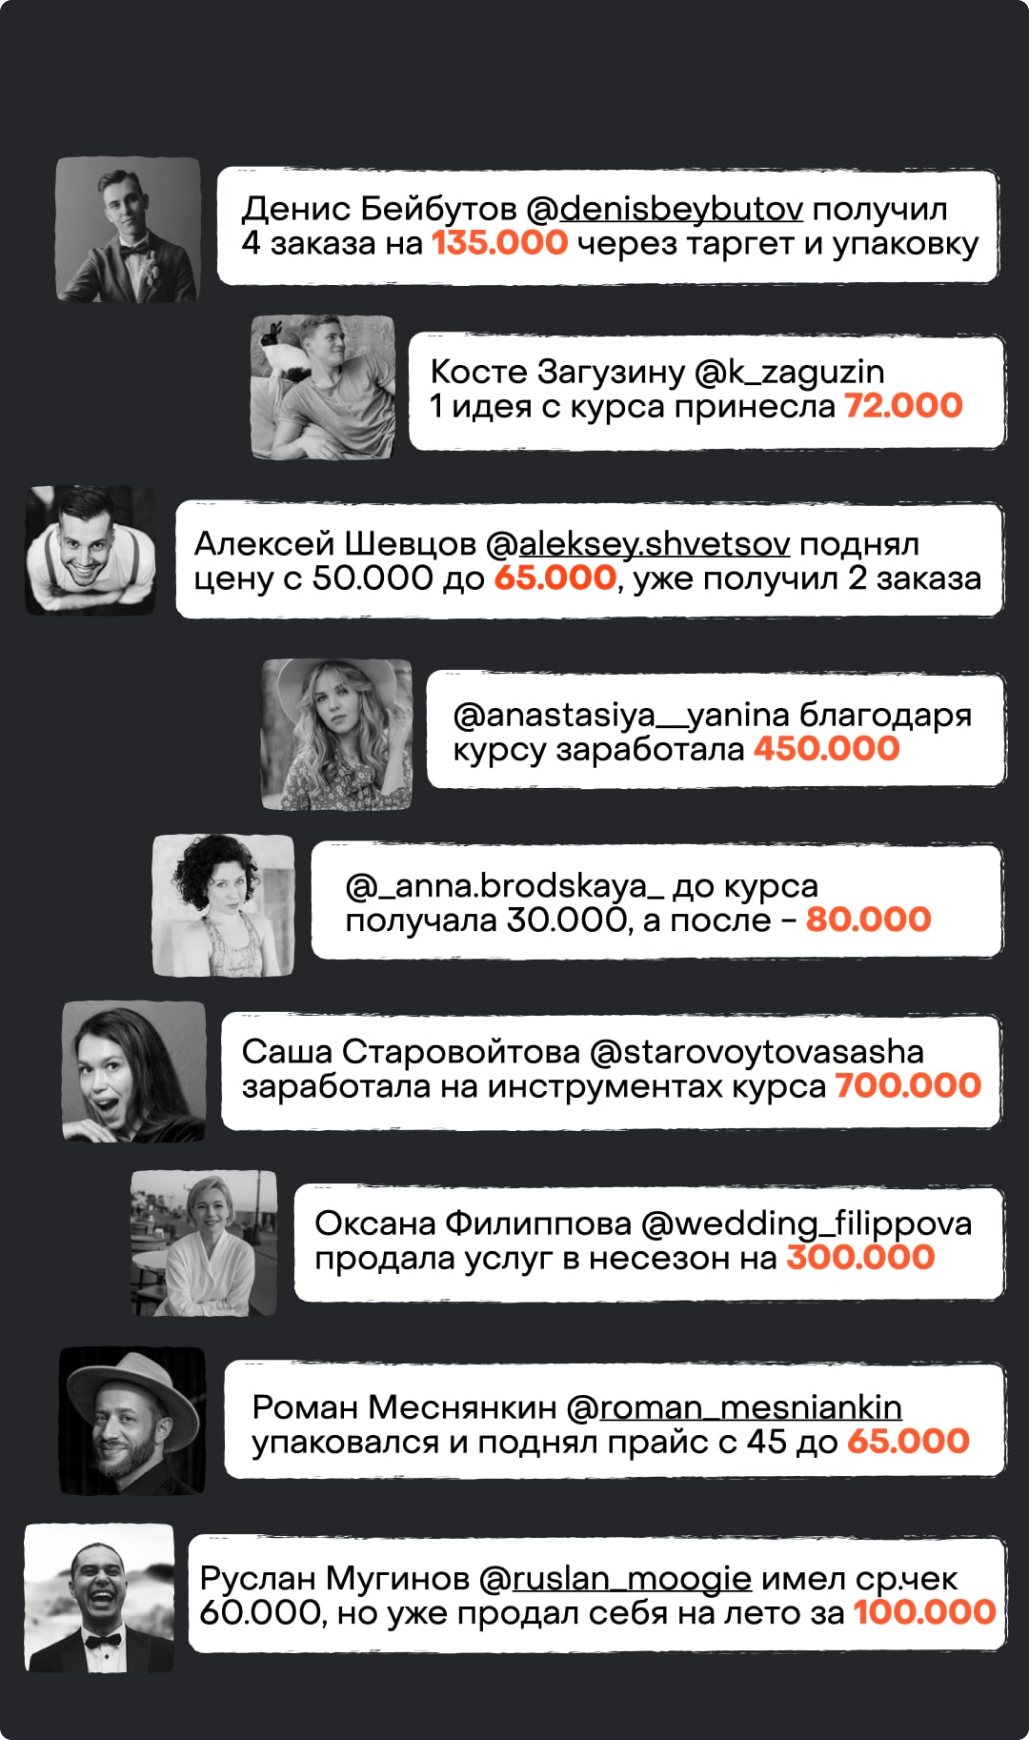 Денис Бейбутов @denisbeybutov получил
4 заказа на 135.000 через таргет и упаковку
Косте Загузину @k_zaguzin
1 идея с курса принесла 72.000
Алексей Шевцов @aleksey.shvetsov поднял
цену с 50.000 до 65.000, уже получил 2 заказа
@anastasiya__yanina благодаря
курсу заработала 450.000
@_anna.brodskaya_ до курса
получала 30.000, а после – 80.000
Саша Старовойтова @starovoytovasasha
заработала на инструментах курса 700.000
Оксана Филиппова @wedding_filippova
продала услуг в несезон на 300.000
Роман Меснянкин @roman_mesniankin
упаковался и поднял прайс с 45 до 65.000
Руслан Мугинов @ruslan_moogie имел ср.чек
60.000, но уже продал себя на лето за 100.000